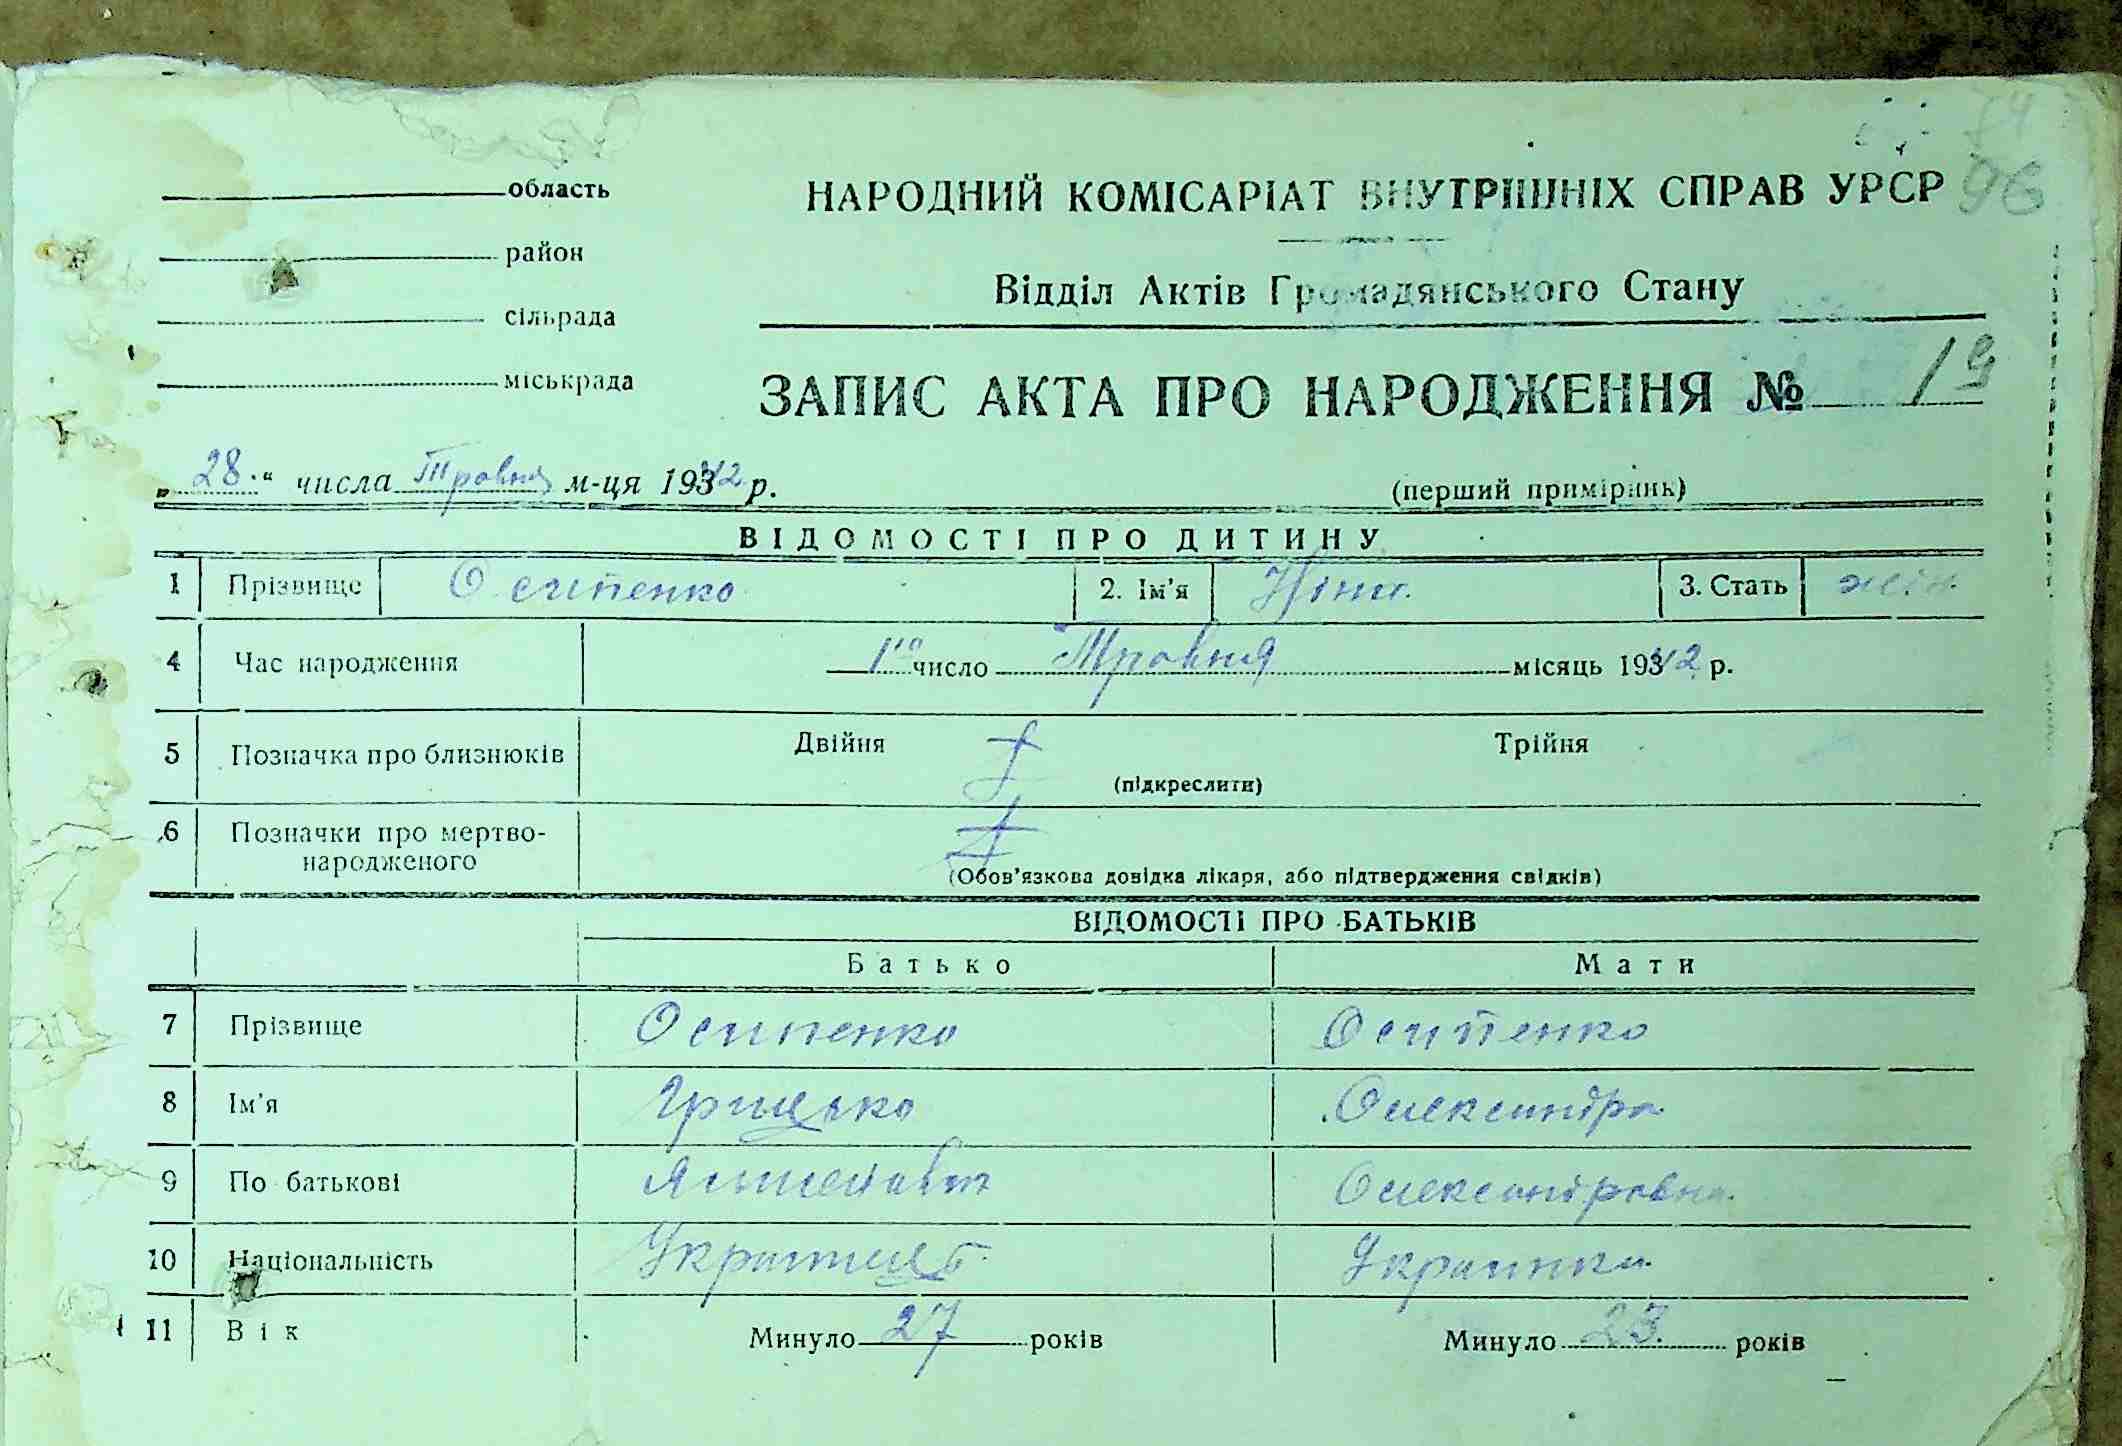 96
область
НАРОДНИЙ КОМІСАРІАТ ВНУТРІШНІХ СПРАВ УРСР
район
Відділ Актів Громадянського Стану
сільрада
міськрада
ЗАПИС АКТА ПРО НАРОДЖЕННЯ № 19
„28“ числа Травня м-ця 1942 р.
(перший примірник)
ВІДОМОСТІ ПРО ДИТИНУ
1 Прізвище Осипенко 2. Ім'я Ніна 3. Стать жін.
4 Час народження 1го число Травня місяць 1942 р.
5 Позначка про близнюків Двійня Трійня
(підкреслити)
6 Позначки про мертво-
народженого
(Обов'язкова довідка лікаря, або підтвердження свідків)
ВІДОМОСТІ ПРО БАТЬКІВ
Батько Мати
7 Прізвище Осипенко Осипенко
8 Ім'я Грицько Олександра
9 По батькові Олександровна
10 Національність Українець Українка
11 Вік Минуло 27 років Минуло 23 років